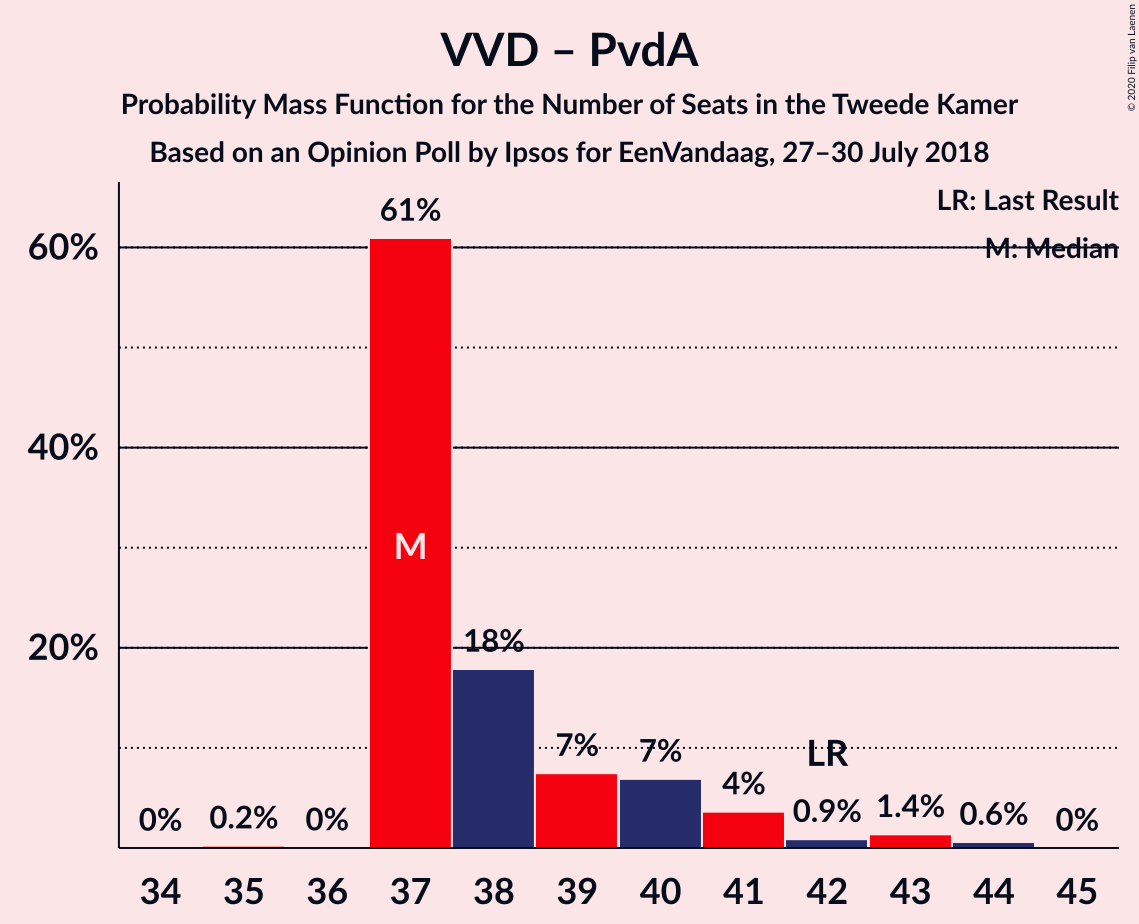 VVD – PvdA
Probability Mass Function for the Number of Seats in the Tweede Kamer
Based on an Opinion Poll by Ipsos for EenVandaag, 27–30 July 2018
© 2020 Filip van Laenen
LR: Last Result
M: Median
61%
60%
40%
M
20%
18%
7%
7%
LR
4%
0%
0.2%
0%
0.9%
1.4%
0.6%
0%
34 35 36 37 38 39 40 41 42 43 44 45